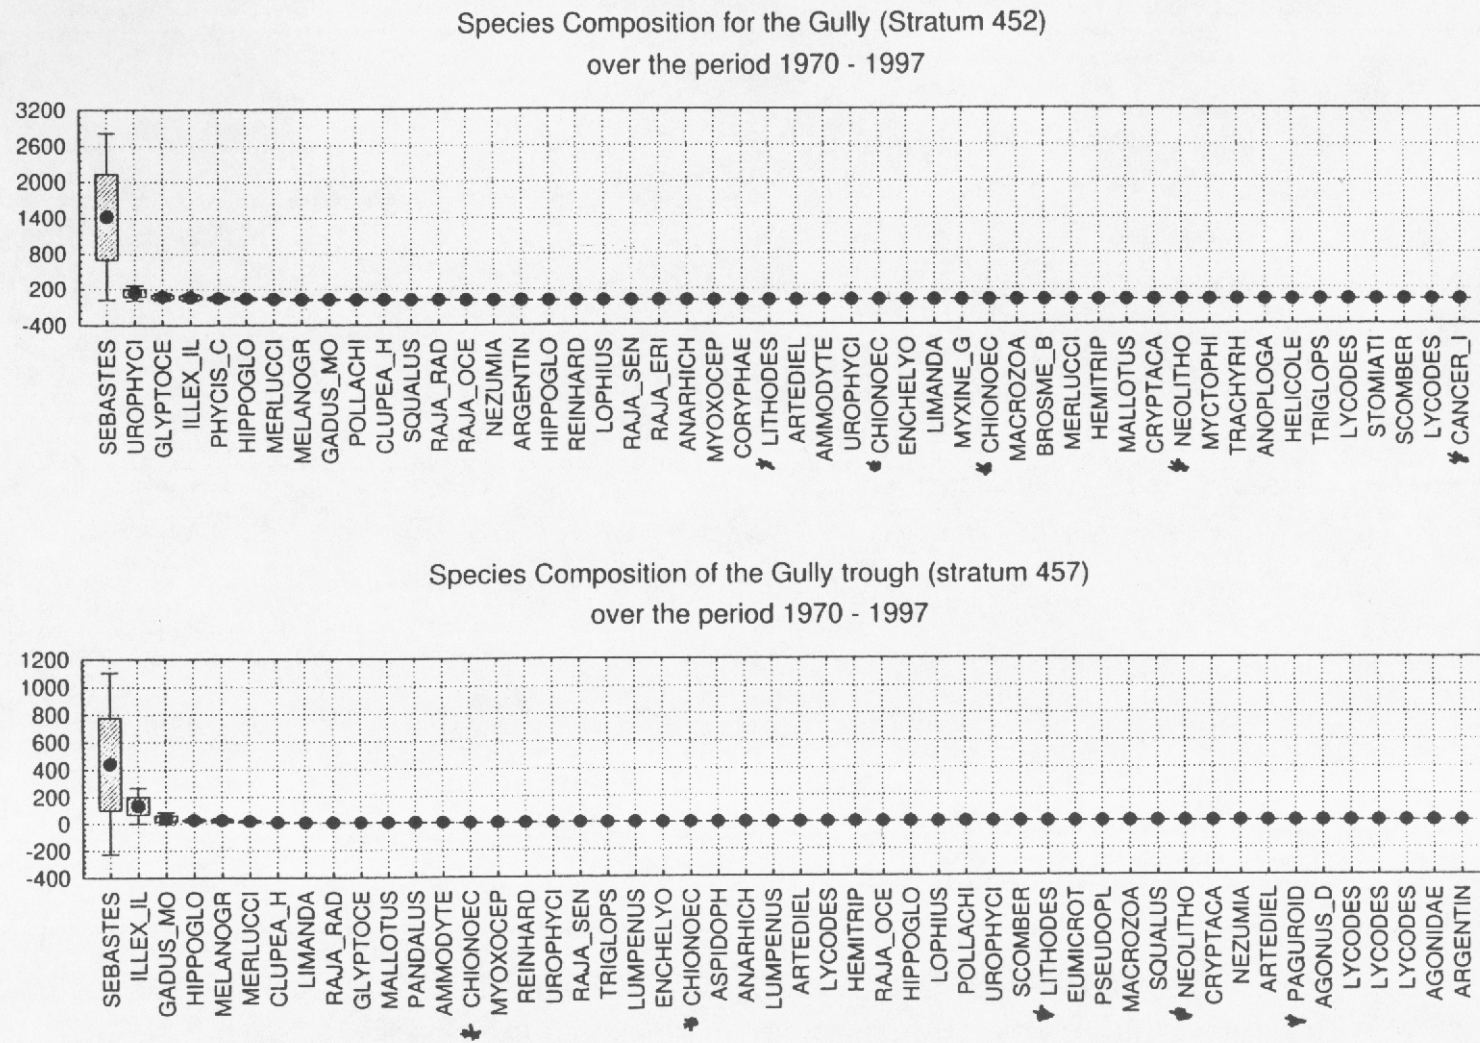 Species Composition for the Gully (Stratum 452)
over the period 1970 - 1997
3200
2600
2000
1400
800
200
-400
SEBASTES
UROPHYCI
GLYPTOCE
ILLEX_IL
PHYCIS_C
HIPPOGLO
MERLUCCI
MELANOGR
GADUS_MO
POLLACHI
CLUPEA_H
SQUALUS
RAJA_RAD
RAJA_OCE
NEZUMIA
ARGENTIN
HIPPOGLO
REINHARD
LOPHIUS
RAJA_SEN
RAJA_ERI
ANARHICH
MYOXOCEP
CORYPHAE
* LITHODES
ARTEDIEL
AMMODYTE
UROPHYCI
* CHIONOEC
ENCHELYO
LIMANDA
MYXINE_G
* CHIONOEC
MACROZOA
BROSME_B
MERLUCCI
HEMITRIP
MALLOTUS
CRYPTACA
* NEOLITHO
MYCTOPHI
TRACHYRH
ANOPLOGA
HELICOLE
TRIGLOPS
LYCODES
STOMIATI
SCOMBER
LYCODES
* CANCER_I
Species Composition of the Gully trough (stratum 457)
over the period 1970 - 1997
1200
1000
800
600
400
200
0
-200
-400
SEBASTES
ILLEX_IL
GADUS_MO
HIPPOGLO
MELANOGR
MERLUCCI
CLUPEA_H
LIMANDA
RAJA_RAD
GLYPTOCE
MALLOTUS
PANDALUS
AMMODYTE
* CHIONOEC
MYOXOCEP
REINHARD
UROPHYCI
RAJA_SEN
TRIGLOPS
LUMPENUS
ENCHELYO
* CHIONOEC
ASPIDOPH
ANARHICH
LUMPENUS
ARTEDIEL
LYCODES
HEMITRIP
RAJA_OCE
HIPPOGLO
LOPHIUS
POLLACHI
UROPHYCI
SCOMBER
* LITHODES
EUMICROT
PSEUDOPL
MACROZOA
SQUALUS
* NEOLITHO
CRYPTACA
NEZUMIA
ARTEDIEL
* PAGUROID
AGONUS_D
LYCODES
LYCODES
LYCODES
AGONIDAE
ARGENTIN